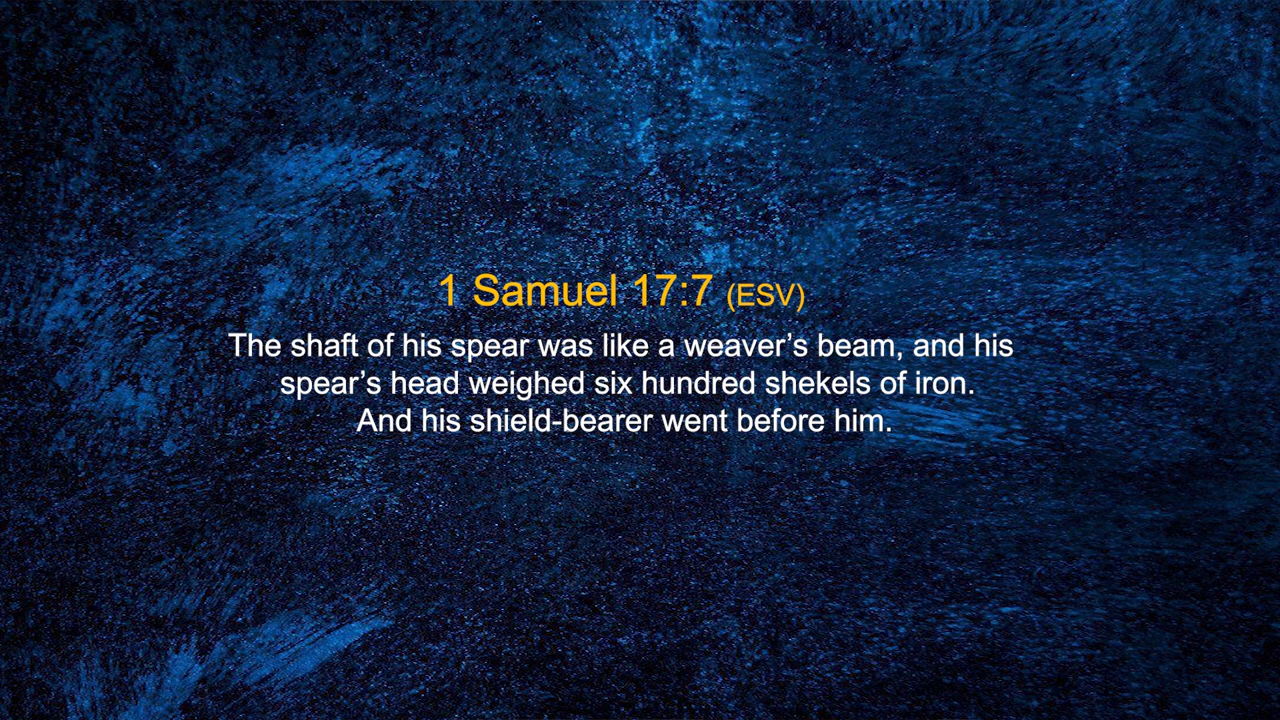 1 Samuel 17:7 (ESV)
The shaft of his spear was like a weaver’s beam, and his
spear’s head weighed six hundred shekels of iron.
And his shield-bearer went before him.